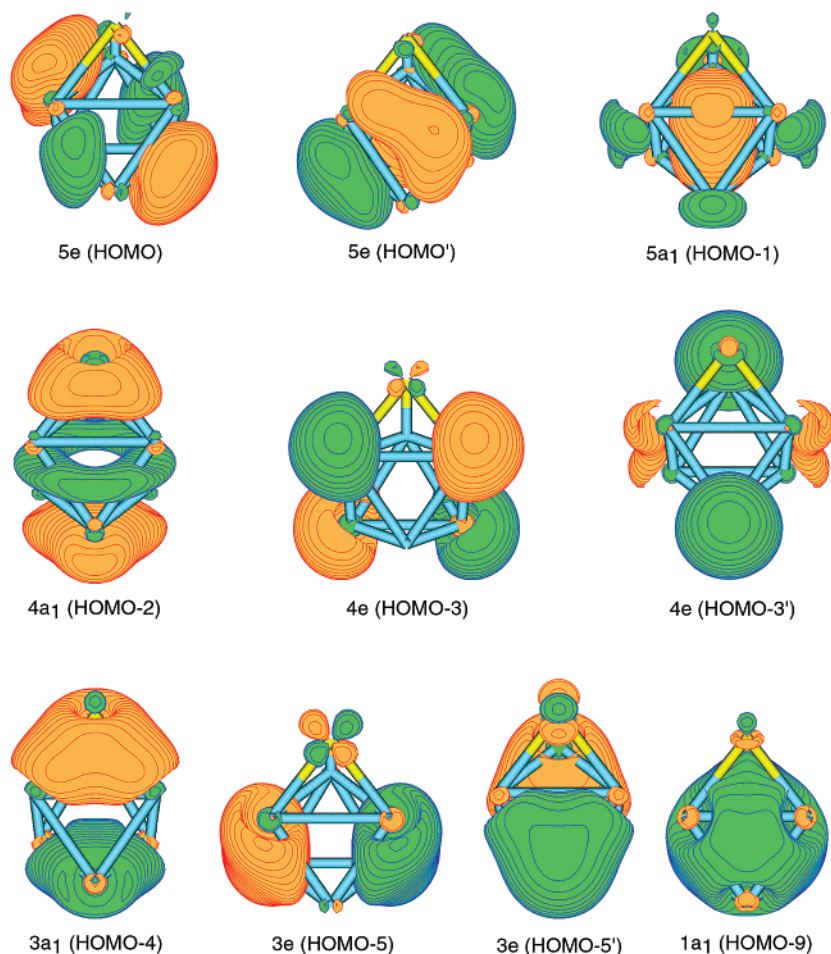 5e (HOMO)
5e (HOMO')
5a1 (HOMO-1)
4a1 (HOMO-2)
4e (HOMO-3)
4e (HOMO-3')
3a1 (HOMO-4)
3e (HOMO-5)
3e (HOMO-5')
1a1 (HOMO-9)